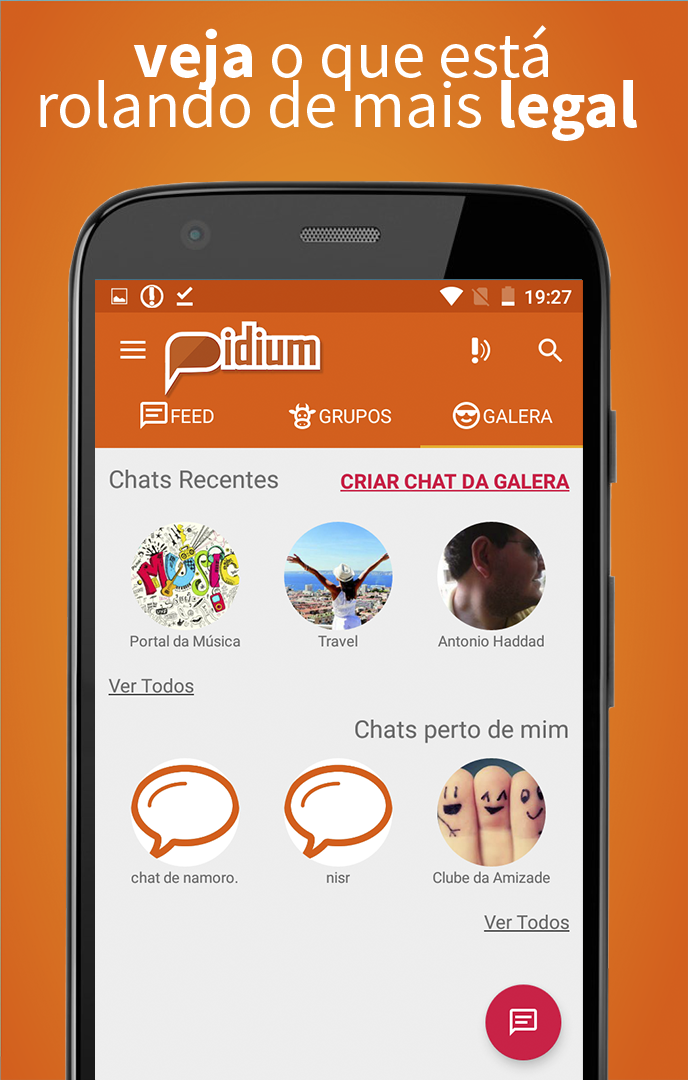 veja o que está
rolando de mais legal
19:27
pidium
FEED
GRUPOS
GALERA
Chats Recentes
CRIAR CHAT DA GALERA
MUSIC
Portal da Música
Travel
Antonio Haddad
Ver Todos
Chats perto de mim
chat de namoro.
nisr
Clube da Amizade
Ver Todos